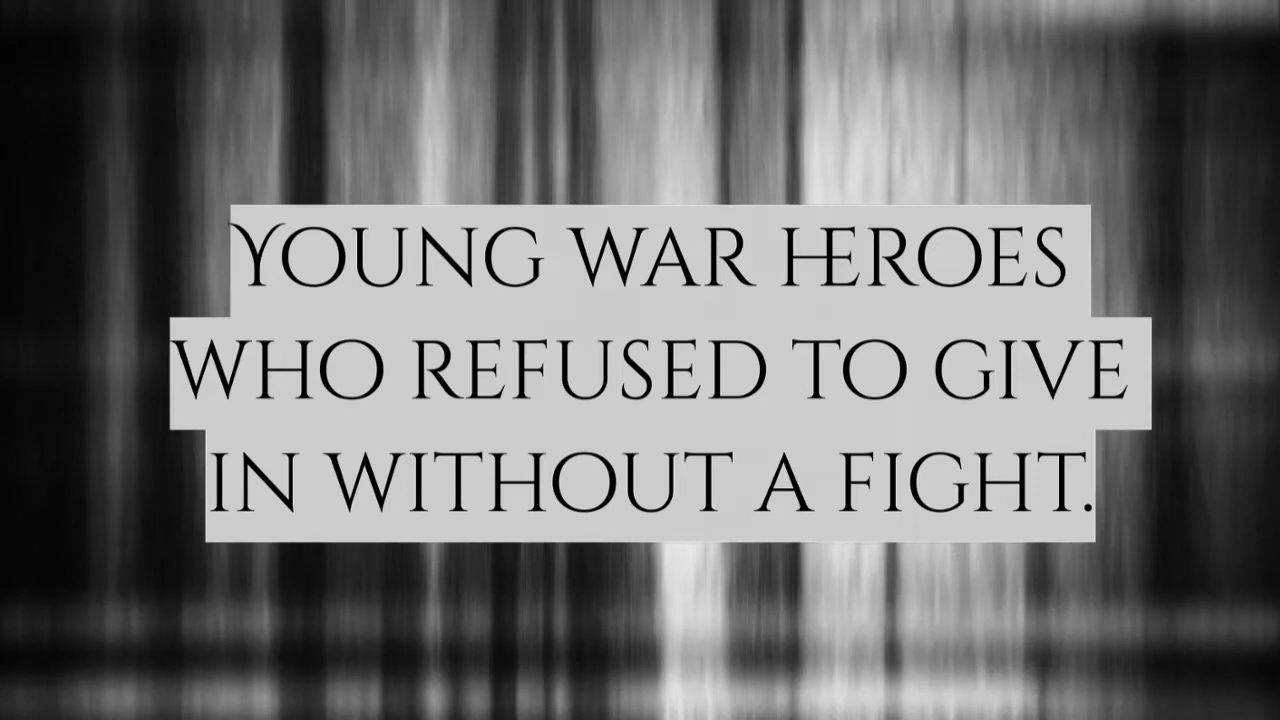 YOUNG WAR HEROES
WHO REFUSED TO GIVE
IN WITHOUT A FIGHT.